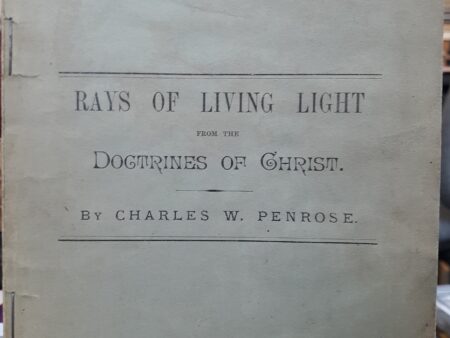 RAYS OF LIVING LIGHT
FROM THE
DOCTRINES OF CHRIST.
BY CHARLES W. PENROSE.